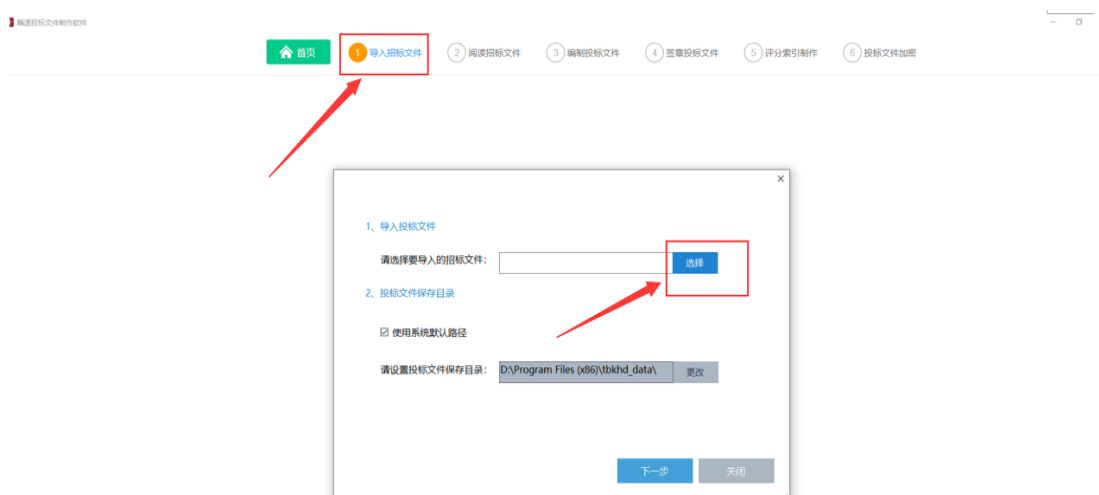 瞬速投标文件制作软件
首页 1 导入招标文件 2 阅读招标文件 3 编制投标文件 4 签章投标文件 5 评分索引制作 6 投标文件加密
1、导入投标文件
请选择要导入的招标文件： 选择
2、投标文件保存目录
使用系统默认路径
请设置投标文件保存目录： D:\Program Files (x86)\tbkhd_data\ 更改
下一步 关闭